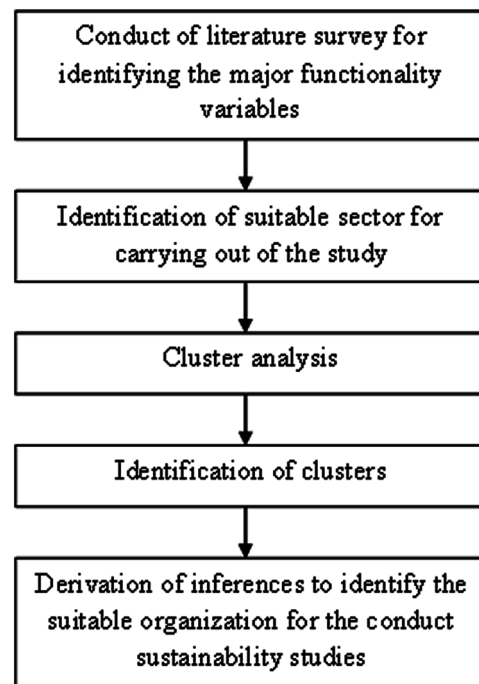 Conduct of literature survey for
identifying the major functionality
variables
Identification of suitable sector for
carrying out of the study
Cluster analysis
Identification of clusters
Derivation of inferences to identify the
suitable organization for the conduct
sustainability studies